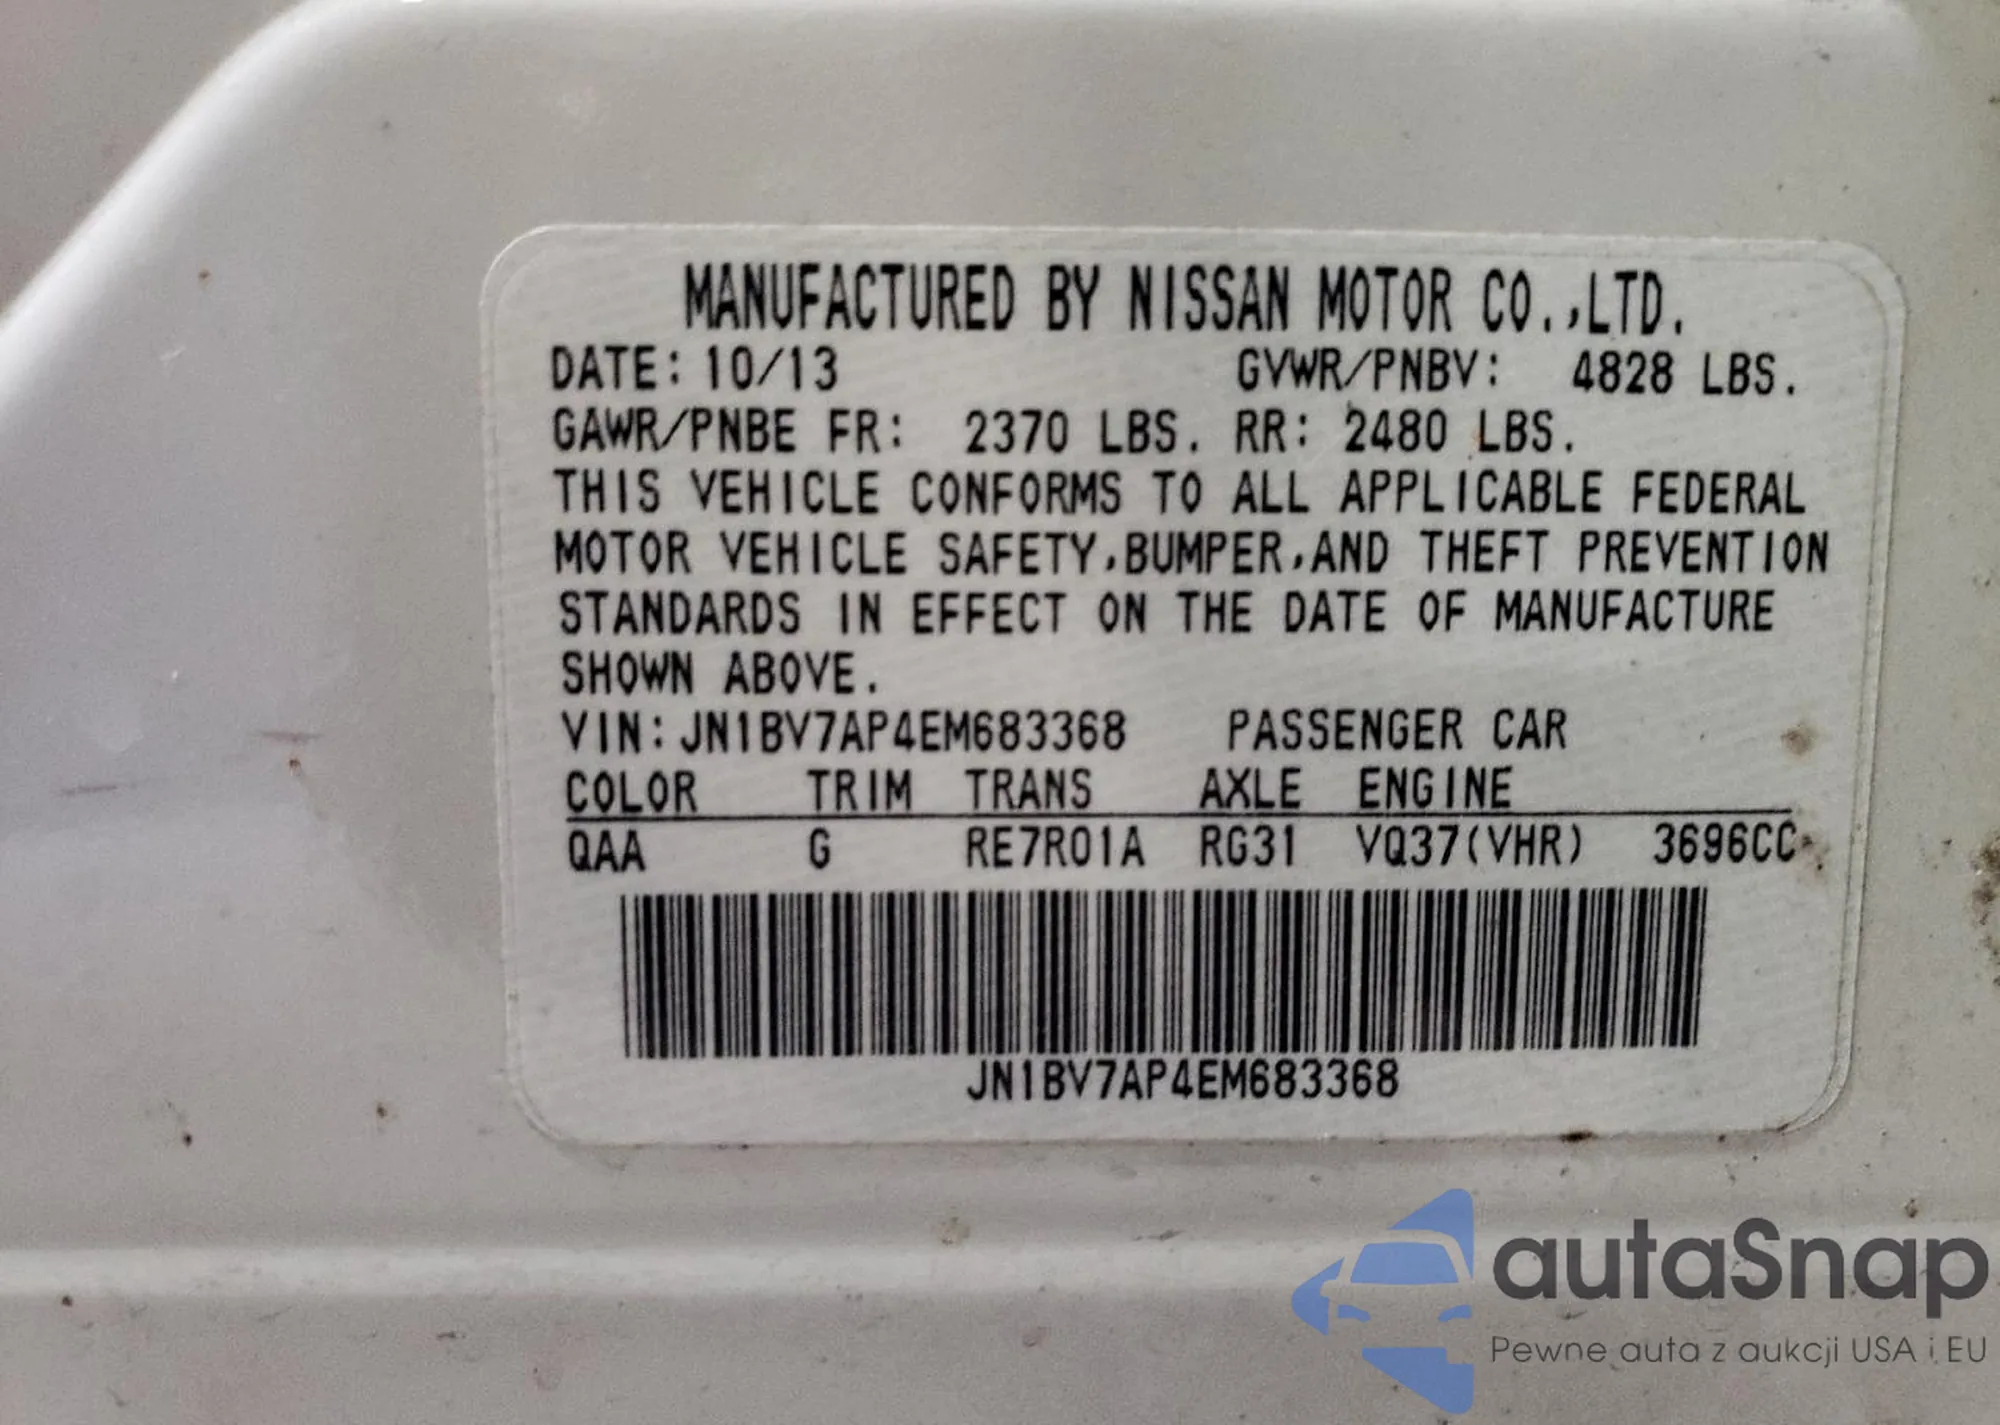 MANUFACTURED BY NISSAN MOTOR CO.,LTD.
DATE: 10/13 GVWR/PNBV: 4828 LBS.
GAWR/PNBE FR: 2370 LBS. RR: 2480 LBS.
THIS VEHICLE CONFORMS TO ALL APPLICABLE FEDERAL
MOTOR VEHICLE SAFETY,BUMPER,AND THEFT PREVENTION
STANDARDS IN EFFECT ON THE DATE OF MANUFACTURE
SHOWN ABOVE.
VIN: JN1BV7AP4EM683368 PASSENGER CAR
COLOR TRIM TRANS AXLE ENGINE
QAA G RE7R01A RG31 VQ37(VHR) 3696CC
JN1BV7AP4EM683368
autaSnap
Pewne auta z aukcji USA i EU